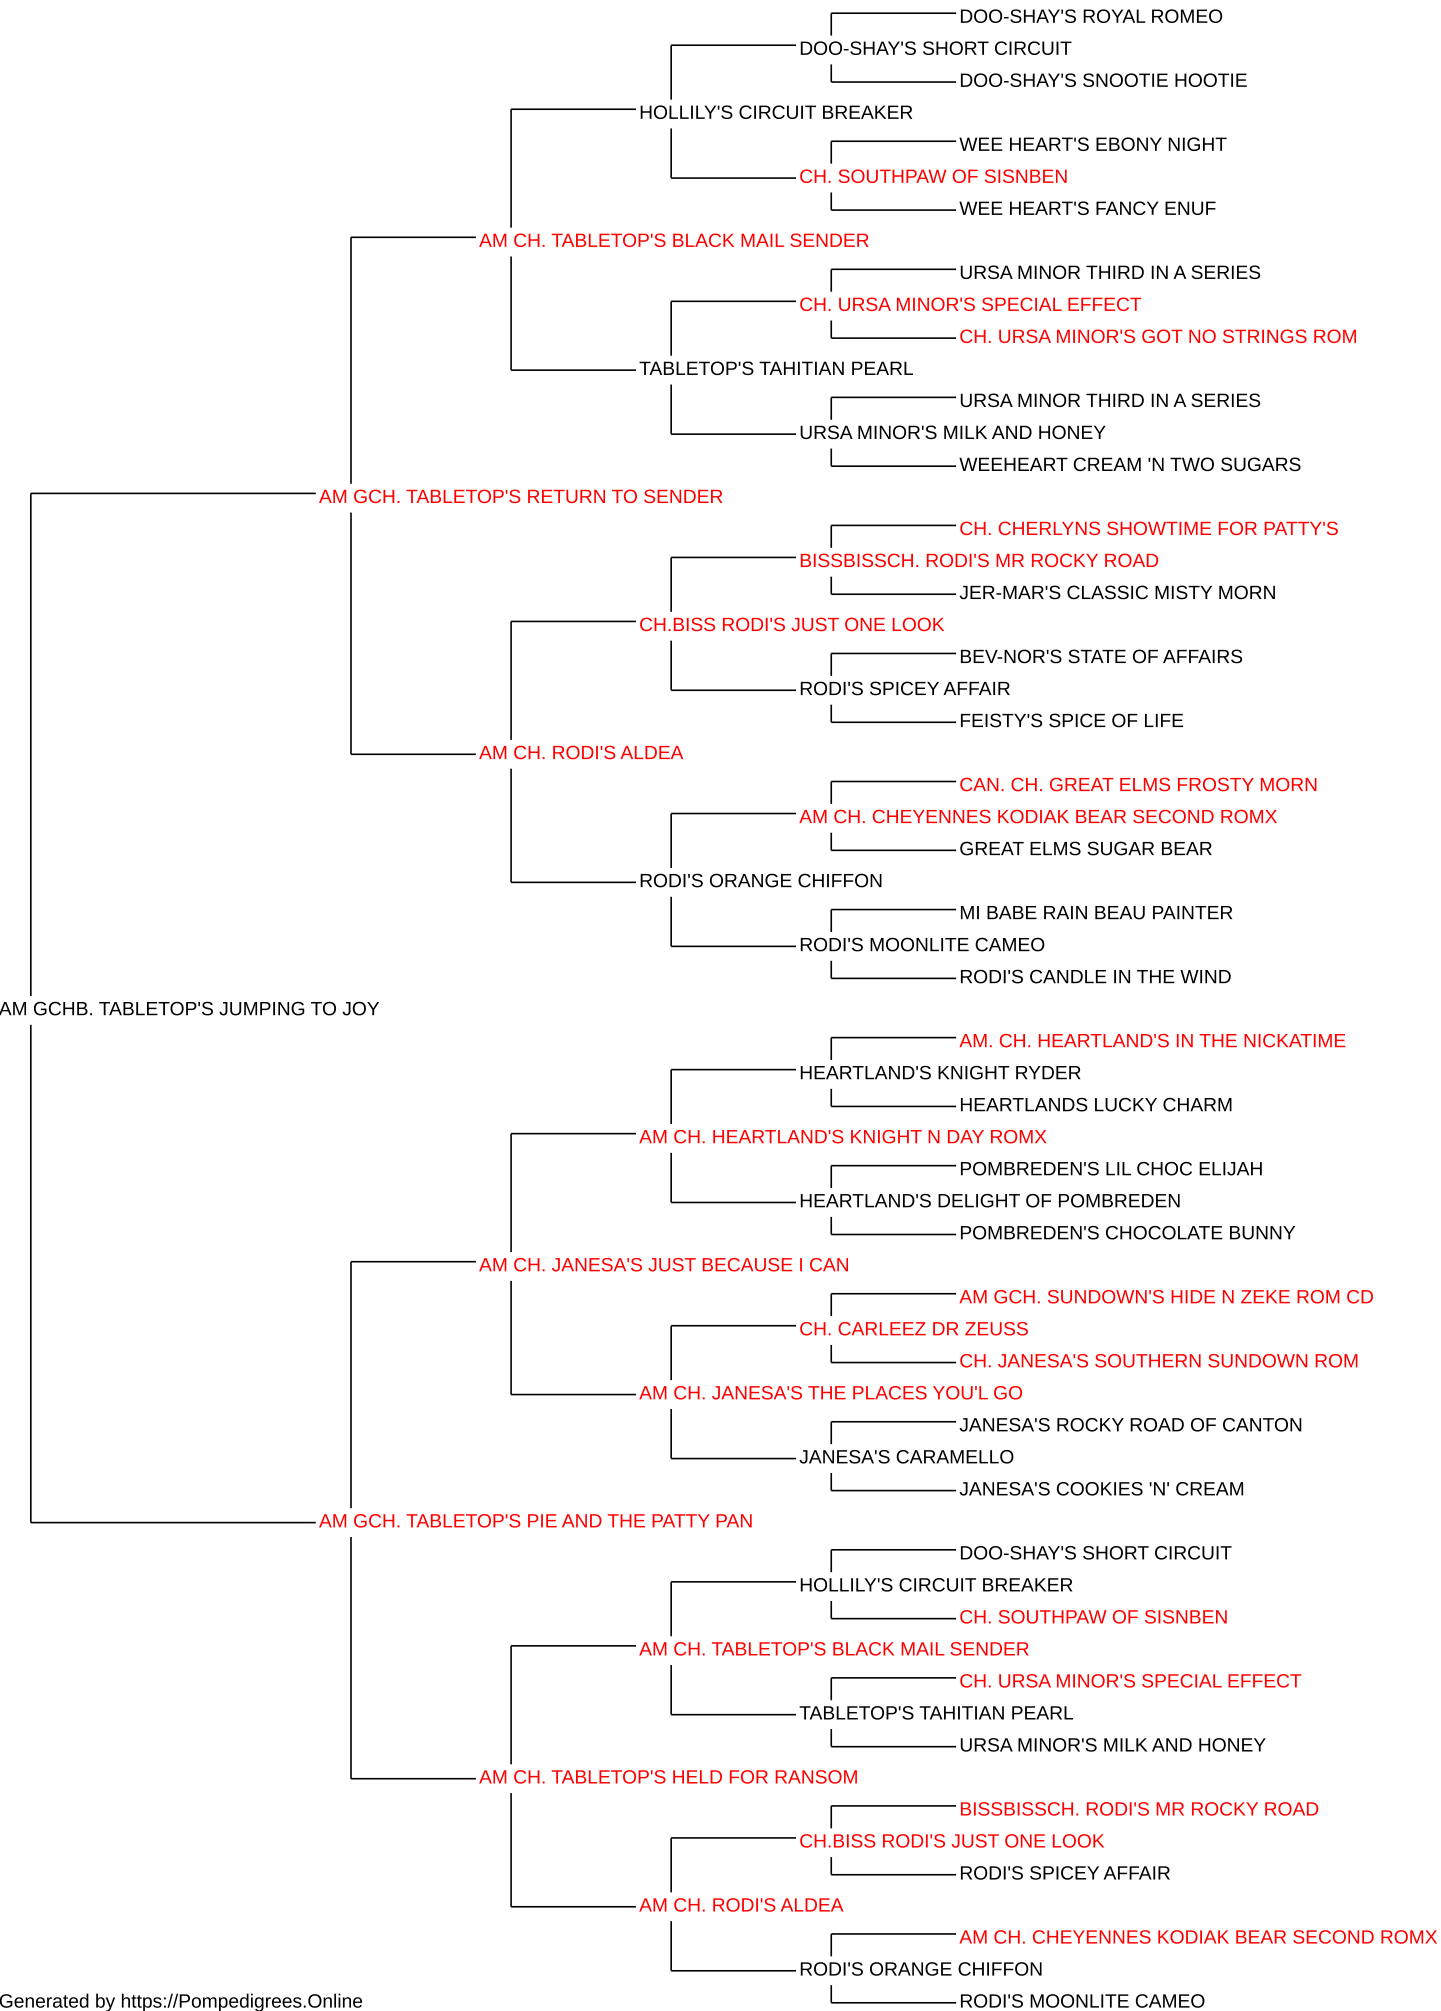 DOO-SHAY'S ROYAL ROMEO
DOO-SHAY'S SHORT CIRCUIT
DOO-SHAY'S SNOOTIE HOOTIE
HOLLILY'S CIRCUIT BREAKER
WEE HEART'S EBONY NIGHT
CH. SOUTHPAW OF SISNBEN
WEE HEART'S FANCY ENUF
AM CH. TABLETOP'S BLACK MAIL SENDER
URSA MINOR THIRD IN A SERIES
CH. URSA MINOR'S SPECIAL EFFECT
CH. URSA MINOR'S GOT NO STRINGS ROM
TABLETOP'S TAHITIAN PEARL
URSA MINOR THIRD IN A SERIES
URSA MINOR'S MILK AND HONEY
WEEHEART CREAM 'N TWO SUGARS
AM GCH. TABLETOP'S RETURN TO SENDER
CH. CHERLYNS SHOWTIME FOR PATTY'S
BISSBISSCH. RODI'S MR ROCKY ROAD
JER-MAR'S CLASSIC MISTY MORN
CH.BISS RODI'S JUST ONE LOOK
BEV-NOR'S STATE OF AFFAIRS
RODI'S SPICEY AFFAIR
FEISTY'S SPICE OF LIFE
AM CH. RODI'S ALDEA
CAN. CH. GREAT ELMS FROSTY MORN
AM CH. CHEYENNES KODIAK BEAR SECOND ROMX
GREAT ELMS SUGAR BEAR
RODI'S ORANGE CHIFFON
MI BABE RAIN BEAU PAINTER
RODI'S MOONLITE CAMEO
RODI'S CANDLE IN THE WIND
AM GCHB. TABLETOP'S JUMPING TO JOY
AM. CH. HEARTLAND'S IN THE NICKATIME
HEARTLAND'S KNIGHT RYDER
HEARTLANDS LUCKY CHARM
AM CH. HEARTLAND'S KNIGHT N DAY ROMX
POMBREDEN'S LIL CHOC ELIJAH
HEARTLAND'S DELIGHT OF POMBREDEN
POMBREDEN'S CHOCOLATE BUNNY
AM CH. JANESA'S JUST BECAUSE I CAN
AM GCH. SUNDOWN'S HIDE N ZEKE ROM CD
CH. CARLEEZ DR ZEUSS
CH. JANESA'S SOUTHERN SUNDOWN ROM
AM CH. JANESA'S THE PLACES YOU'L GO
JANESA'S ROCKY ROAD OF CANTON
JANESA'S CARAMELLO
JANESA'S COOKIES 'N' CREAM
AM GCH. TABLETOP'S PIE AND THE PATTY PAN
DOO-SHAY'S SHORT CIRCUIT
HOLLILY'S CIRCUIT BREAKER
CH. SOUTHPAW OF SISNBEN
AM CH. TABLETOP'S BLACK MAIL SENDER
CH. URSA MINOR'S SPECIAL EFFECT
TABLETOP'S TAHITIAN PEARL
URSA MINOR'S MILK AND HONEY
AM CH. TABLETOP'S HELD FOR RANSOM
BISSBISSCH. RODI'S MR ROCKY ROAD
CH.BISS RODI'S JUST ONE LOOK
RODI'S SPICEY AFFAIR
AM CH. RODI'S ALDEA
AM CH. CHEYENNES KODIAK BEAR SECOND ROMX
RODI'S ORANGE CHIFFON
RODI'S MOONLITE CAMEO
Generated by https://Pompedigrees.Online